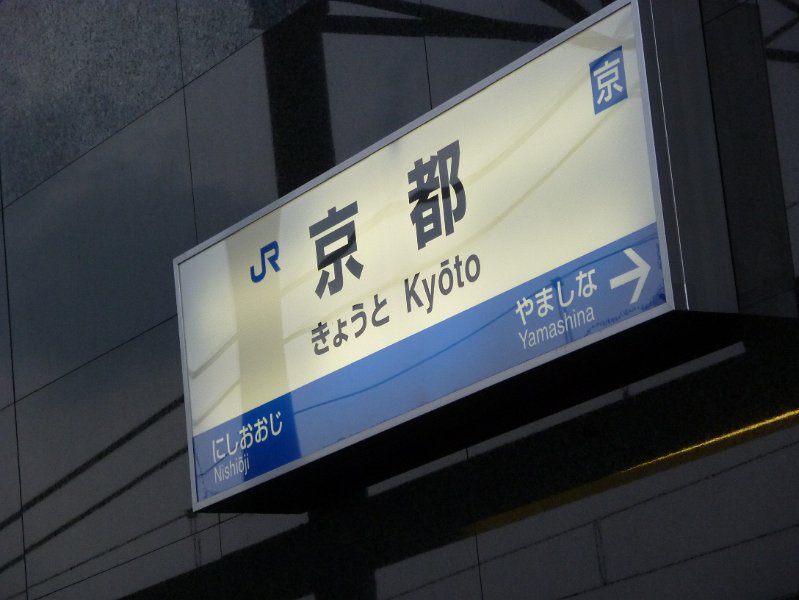 京
JR 京都
きょうと Kyōto
やましな →
Yamashina
にしおおじ
Nishiōji